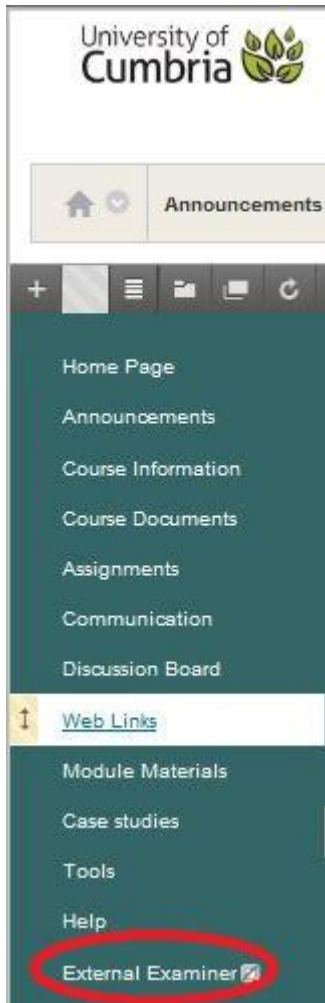 University of
Cumbria
Announcements
Home Page
Announcements
Course Information
Course Documents
Assignments
Communication
Discussion Board
Web Links
Module Materials
Case studies
Tools
Help
External Examiner